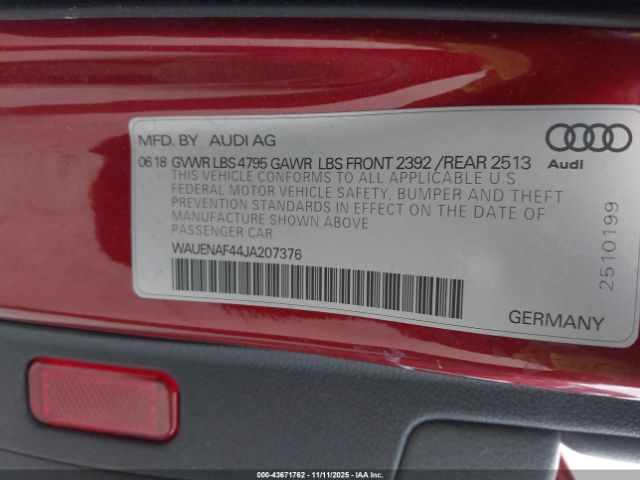 MFD. BY AUDI AG
06 18 GVWR LBS 4795 GAWR LBS FRONT 2392 /REAR 2513
THIS VEHICLE CONFORMS TO ALL APPLICABLE U.S.
FEDERAL MOTOR VEHICLE SAFETY, BUMPER AND THEFT
PREVENTION STANDARDS IN EFFECT ON THE DATE OF
MANUFACTURE SHOWN ABOVE
PASSENGER CAR
WAUENAF44JA207376
Audi
2510199
GERMANY
000-43671762 - 11/11/2025 - IAA Inc.